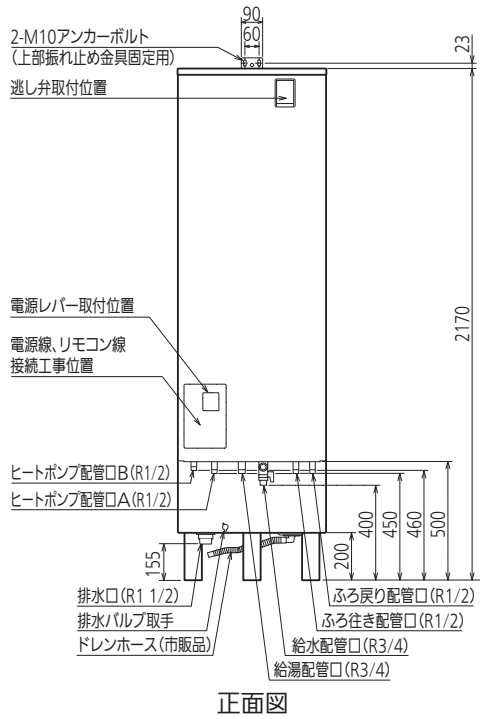 90
60
23
2-M10アンカーボルト
(上部振れ止め金具固定用)
逃し弁取付位置
2170
電源レバー取付位置
電源線、リモコン線
接続工事位置
ヒートポンプ配管口B(R1/2)
ヒートポンプ配管口A(R1/2)
155
200
400
450
460
500
排水口(R1 1/2)
排水バルブ取手
ドレンホース(市販品)
ふろ戻り配管口(R1/2)
ふろ往き配管口(R1/2)
給水配管口(R3/4)
給湯配管口(R3/4)
正面図